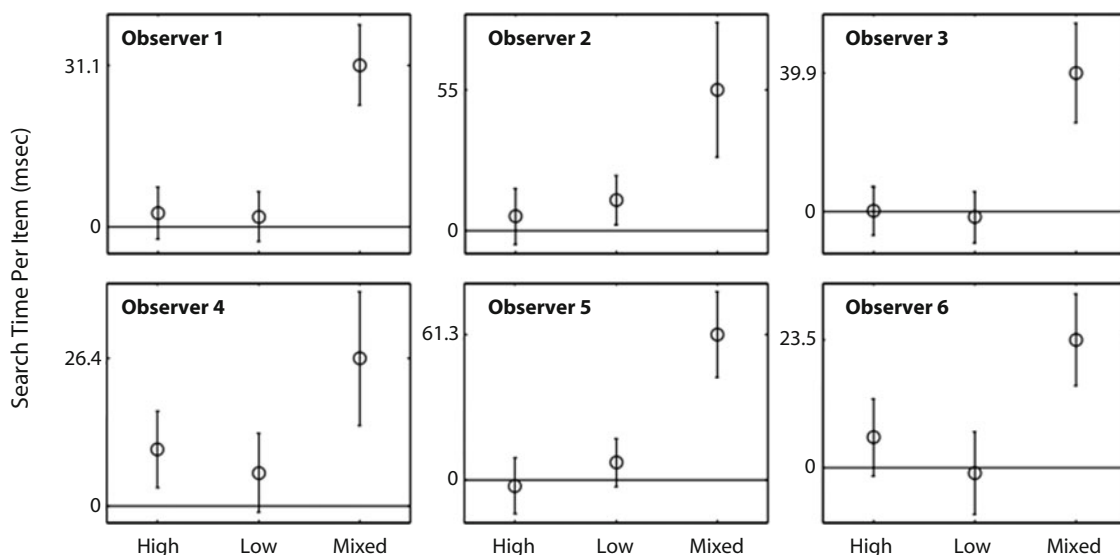 Search Time Per Item (msec)
Observer 1
31.1
0
Observer 2
55
0
Observer 3
39.9
0
Observer 4
26.4
0
High Low Mixed
Observer 5
61.3
0
High Low Mixed
Observer 6
23.5
0
High Low Mixed